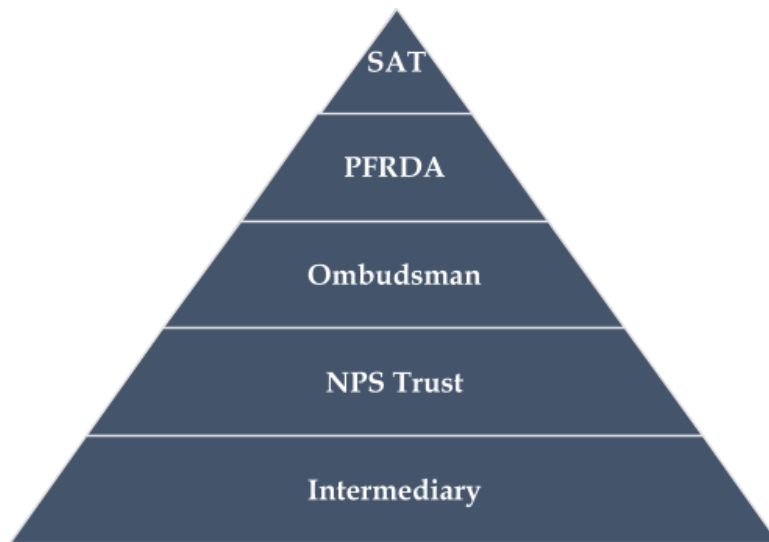 SAT
PFRDA
Ombudsman
NPS Trust
Intermediary